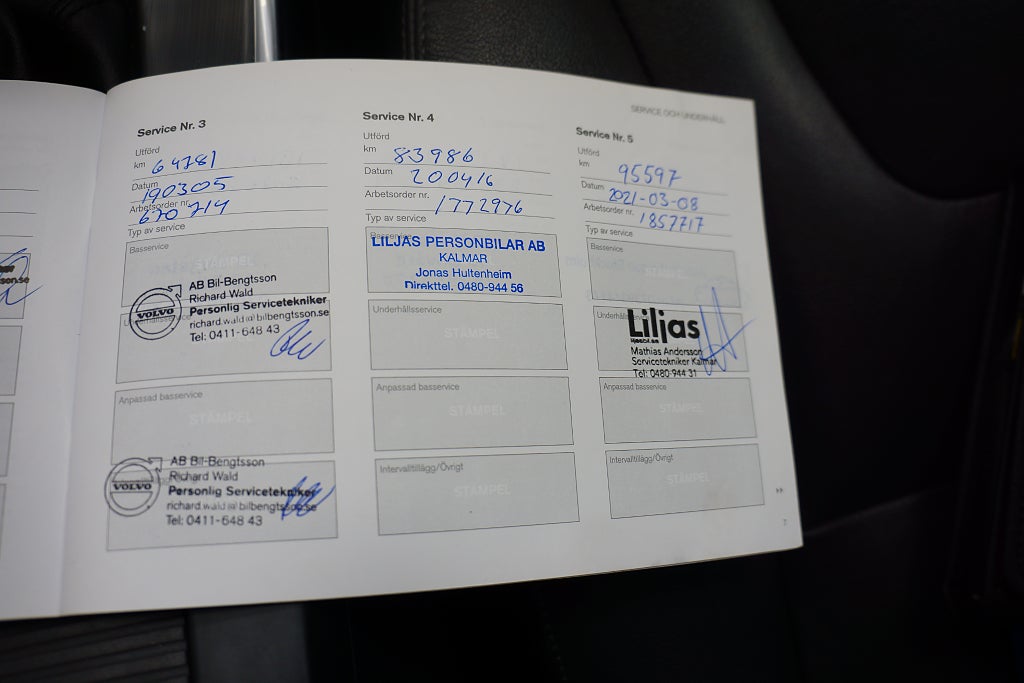 SERVICE OCH UNDERHÅLL
Service Nr. 3
Utförd
km 64781
Datum 190305
Arbetsorder nr. 670714
Typ av service
Basservice
STÄMPEL
VOLVO
AB Bil-Bengtsson
Richard Wald
Personlig Servicetekniker
richard.wald@bilbengtsson.se
Tel: 0411-648 43
Anpassad basservice
STÄMPEL
VOLVO
AB Bil-Bengtsson
Richard Wald
Personlig Servicetekniker
richard.wald@bilbengtsson.se
Tel: 0411-648 43
Service Nr. 4
Utförd
km 83986
Datum 200416
Arbetsorder nr. 1772976
Typ av service
Basservice
LILJAS PERSONBILAR AB
KALMAR
Jonas Hultenheim
Direkttel. 0480-944 56
Underhållsservice
STÄMPEL
Anpassad basservice
STÄMPEL
Intervalltillägg/Övrigt
STÄMPEL
Service Nr. 5
Utförd
km 95597
Datum 2021-03-08
Arbetsorder nr. 1857717
Typ av service
Basservice
STÄMPEL
Liljas
Mathias Andersson
Servicetekniker Kalmar
Tel: 0480-944 31
Anpassad basservice
STÄMPEL
Intervalltillägg/Övrigt
STÄMPEL
7